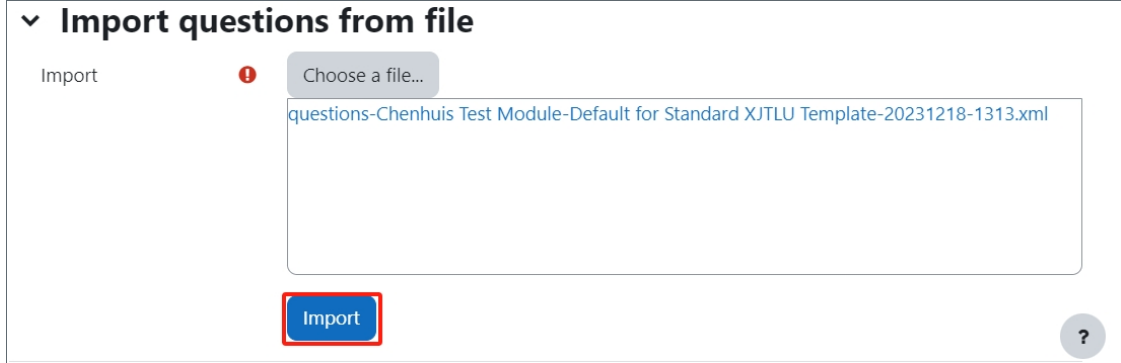 Import questions from file
Import
Choose a file...
questions-Chenhuis Test Module-Default for Standard XJTLU Template-20231218-1313.xml
Import
?